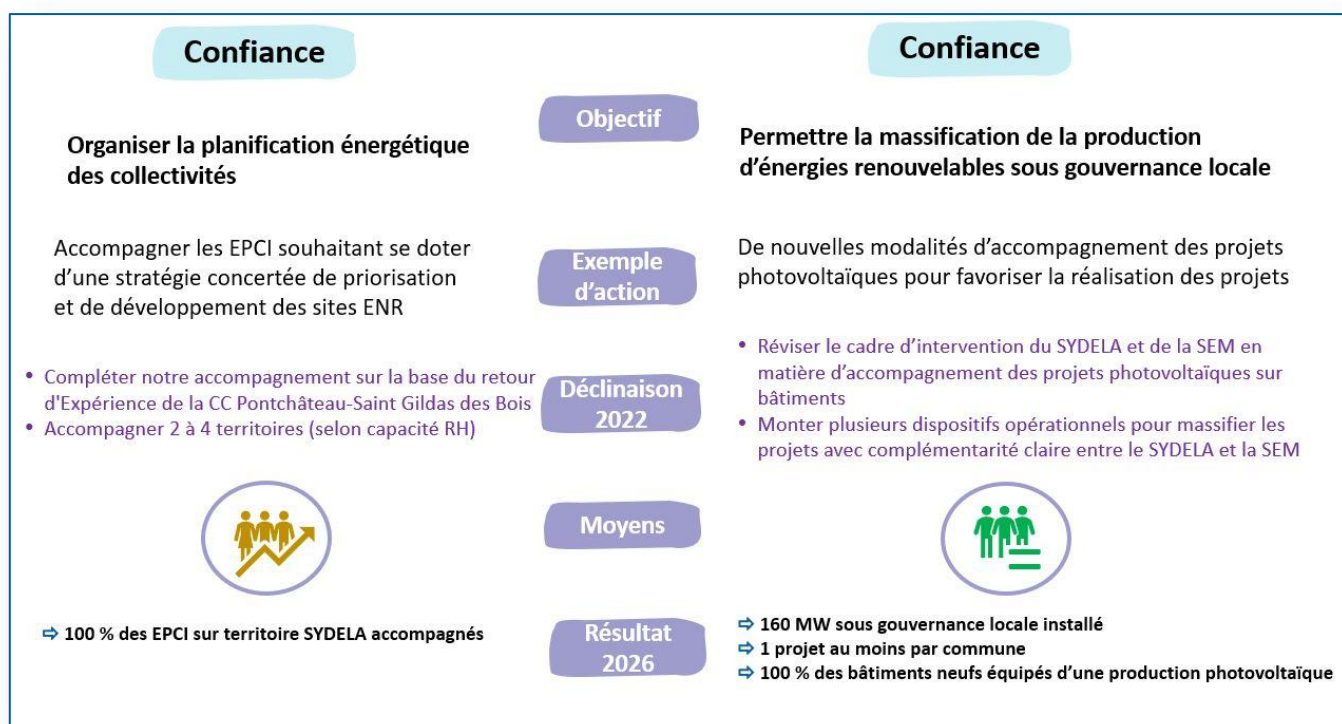 Confiance
Confiance
Objectif
Organiser la planification énergétique
des collectivités
Permettre la massification de la production
d’énergies renouvelables sous gouvernance locale
Accompagner les EPCI souhaitant se doter
d’une stratégie concertée de priorisation
et de développement des sites ENR
Exemple
d’action
De nouvelles modalités d’accompagnement des projets
photovoltaïques pour favoriser la réalisation des projets
• Compléter notre accompagnement sur la base du retour
d'Expérience de la CC Pontchâteau-Saint Gildas des Bois
• Accompagner 2 à 4 territoires (selon capacité RH)
Déclinaison
2022
• Réviser le cadre d’intervention du SYDELA et de la SEM en
matière d’accompagnement des projets photovoltaïques sur
bâtiments
• Monter plusieurs dispositifs opérationnels pour massifier les
projets avec complémentarité claire entre le SYDELA et la SEM
Moyens
⇨ 100 % des EPCI sur territoire SYDELA accompagnés
Résultat
2026
⇨ 160 MW sous gouvernance locale installé
⇨ 1 projet au moins par commune
⇨ 100 % des bâtiments neufs équipés d’une production photovoltaïque